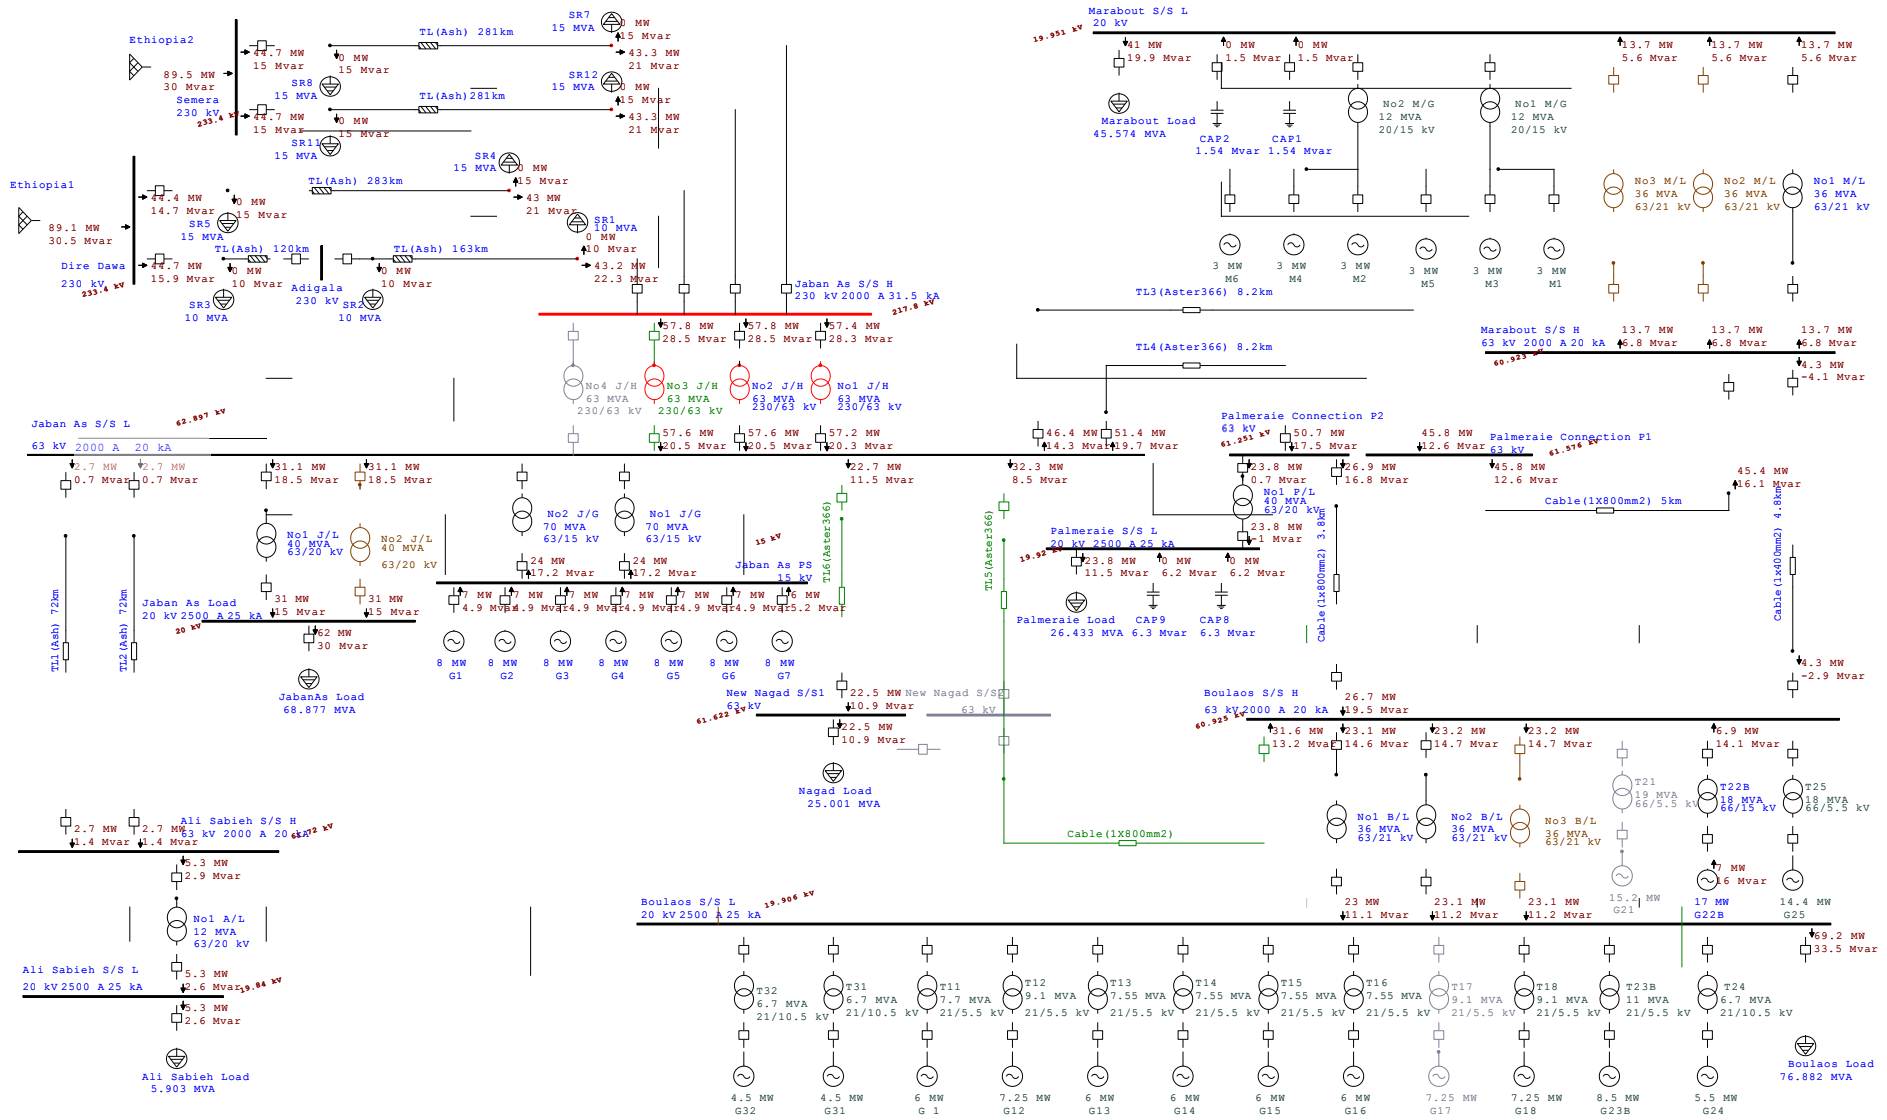 Ethiopia2
89.5 MW
30 Mvar
Semera
230 kV
233.4 kV
44.7 MW
15 Mvar
0 MW
15 Mvar
SR8
15 MVA
TL(Ash) 281km
SR7
15 MVA
0 MW
15 Mvar
43.3 MW
21 Mvar
44.7 MW
15 Mvar
0 MW
15 Mvar
SR11
15 MVA
TL(Ash)281km
SR12
15 MVA
0 MW
15 Mvar
43.3 MW
21 Mvar
Ethiopia1
89.1 MW
30.5 Mvar
Dire Dawa
230 kV
233.4 kV
44.4 MW
14.7 Mvar
0 MW
15 Mvar
SR5
15 MVA
TL(Ash) 283km
SR4
15 MVA
0 MW
15 Mvar
43 MW
21 Mvar
44.7 MW
15.9 Mvar
TL(Ash) 120km
0 MW
10 Mvar
SR3
10 MVA
Adigala
230 kV
0 MW
10 Mvar
SR2
10 MVA
TL(Ash) 163km
SR1
10 MVA
0 MW
10 Mvar
43.2 MW
22.3 Mvar
Jaban As S/S H
230 kV 2000 A 31.5 kA
217.8 kV
57.8 MW
28.5 Mvar
57.8 MW
28.5 Mvar
57.4 MW
28.3 Mvar
No4 J/H
63 MVA
230/63 kV
No3 J/H
63 MVA
230/63 kV
No2 J/H
63 MVA
230/63 kV
No1 J/H
63 MVA
230/63 kV
57.6 MW
20.5 Mvar
57.6 MW
20.5 Mvar
57.2 MW
20.3 Mvar
Marabout S/S L
20 kV
19.951 kV
41 MW
19.9 Mvar
0 MW
1.5 Mvar
0 MW
1.5 Mvar
13.7 MW
5.6 Mvar
13.7 MW
5.6 Mvar
13.7 MW
5.6 Mvar
Marabout Load
45.574 MVA
CAP2
1.54 Mvar
CAP1
1.54 Mvar
No2 M/G
12 MVA
20/15 kV
No1 M/G
12 MVA
20/15 kV
No3 M/L
36 MVA
63/21 kV
No2 M/L
36 MVA
63/21 kV
No1 M/L
36 MVA
63/21 kV
3 MW
M6
3 MW
M4
3 MW
M2
3 MW
M5
3 MW
M3
3 MW
M1
TL3(Aster366) 8.2km
TL4(Aster366) 8.2km
Marabout S/S H
63 kV 2000 A 20 kA
60.923 kV
13.7 MW
6.8 Mvar
13.7 MW
6.8 Mvar
13.7 MW
6.8 Mvar
4.3 MW
-4.1 Mvar
Jaban As S/S L
63 kV 2000 A 20 kA
62.897 kV
2.7 MW
0.7 Mvar
2.7 MW
0.7 Mvar
31.1 MW
18.5 Mvar
31.1 MW
18.5 Mvar
22.7 MW
11.5 Mvar
32.3 MW
8.5 Mvar
46.4 MW
14.3 Mvar
51.4 MW
19.7 Mvar
Palmeraie Connection P2
63 kV
61.251 kV
50.7 MW
17.5 Mvar
23.8 MW
0.7 Mvar
26.9 MW
16.8 Mvar
Palmeraie Connection P1
63 kV
61.576 kV
45.8 MW
12.6 Mvar
45.8 MW
12.6 Mvar
Cable(1X800mm2) 5km
45.4 MW
16.1 Mvar
Cable(1x400mm2) 4.8km
Cable(1x800mm2) 3.8km
No1 P/L
40 MVA
63/20 kV
23.8 MW
-1 Mvar
Palmeraie S/S L
20 kV 2500 A 25 kA
19.92 kV
23.8 MW
11.5 Mvar
0 MW
6.2 Mvar
0 MW
6.2 Mvar
Palmeraie Load
26.433 MVA
CAP9
6.3 Mvar
CAP8
6.3 Mvar
TL1(Ash) 72km
TL2(Ash) 72km
No1 J/L
40 MVA
63/20 kV
No2 J/L
40 MVA
63/20 kV
31 MW
15 Mvar
31 MW
15 Mvar
Jaban As Load
20 kV 2500 A 25 kA
20 kV
62 MW
30 Mvar
JabanAs Load
68.877 MVA
No2 J/G
70 MVA
63/15 kV
No1 J/G
70 MVA
63/15 kV
24 MW
17.2 Mvar
24 MW
17.2 Mvar
15 kV
Jaban As PS
15 kV
7 MW
4.9 Mvar
7 MW
4.9 Mvar
7 MW
4.9 Mvar
7 MW
4.9 Mvar
7 MW
4.9 Mvar
7 MW
4.9 Mvar
6 MW
5.2 Mvar
8 MW
G1
8 MW
G2
8 MW
G3
8 MW
G4
8 MW
G5
8 MW
G6
8 MW
G7
TL6(Aster366)
TL5(Aster366)
New Nagad S/S1
63 kV
61.622 kV
22.5 MW
10.9 Mvar
22.5 MW
10.9 Mvar
Nagad Load
25.001 MVA
New Nagad S/S2
63 kV
Cable(1X800mm2)
4.3 MW
-2.9 Mvar
Boulaos S/S H
63 kV 2000 A 20 kA
60.925 kV
26.7 MW
19.5 Mvar
31.6 MW
13.2 Mvar
23.1 MW
14.6 Mvar
23.2 MW
14.7 Mvar
23.2 MW
14.7 Mvar
6.9 MW
14.1 Mvar
No1 B/L
36 MVA
63/21 kV
No2 B/L
36 MVA
63/21 kV
No3 B/L
36 MVA
63/21 kV
T21
19 MVA
66/5.5 kV
T22B
18 MVA
66/15 kV
T25
18 MVA
66/5.5 kV
15.2 MW
G21
7 MW
16 Mvar
17 MW
G22B
14.4 MW
G25
Ali Sabieh S/S H
63 kV 2000 A 20 kA
2.7 MW
1.4 Mvar
2.7 MW
1.4 Mvar
5.3 MW
2.9 Mvar
No1 A/L
12 MVA
63/20 kV
Ali Sabieh S/S L
20 kV 2500 A 25 kA
19.84 kV
5.3 MW
2.6 Mvar
5.3 MW
2.6 Mvar
Ali Sabieh Load
5.903 MVA
Boulaos S/S L
20 kV 2500 A 25 kA
19.906 kV
23 MW
11.1 Mvar
23.1 MW
11.2 Mvar
23.1 MW
11.2 Mvar
69.2 MW
33.5 Mvar
T32
6.7 MVA
21/10.5 kV
T31
6.7 MVA
21/10.5 kV
T11
7.7 MVA
21/5.5 kV
T12
9.1 MVA
21/5.5 kV
T13
7.55 MVA
21/5.5 kV
T14
7.55 MVA
21/5.5 kV
T15
7.55 MVA
21/5.5 kV
T16
7.55 MVA
21/5.5 kV
T17
9.1 MVA
21/5.5 kV
T18
9.1 MVA
21/5.5 kV
T23B
11 MVA
21/5.5 kV
T24
6.7 MVA
21/10.5 kV
4.5 MW
G32
4.5 MW
G31
6 MW
G 1
7.25 MW
G12
6 MW
G13
6 MW
G14
6 MW
G15
6 MW
G16
7.25 MW
G17
7.25 MW
G18
8.5 MW
G23B
5.5 MW
G24
Boulaos Load
76.882 MVA